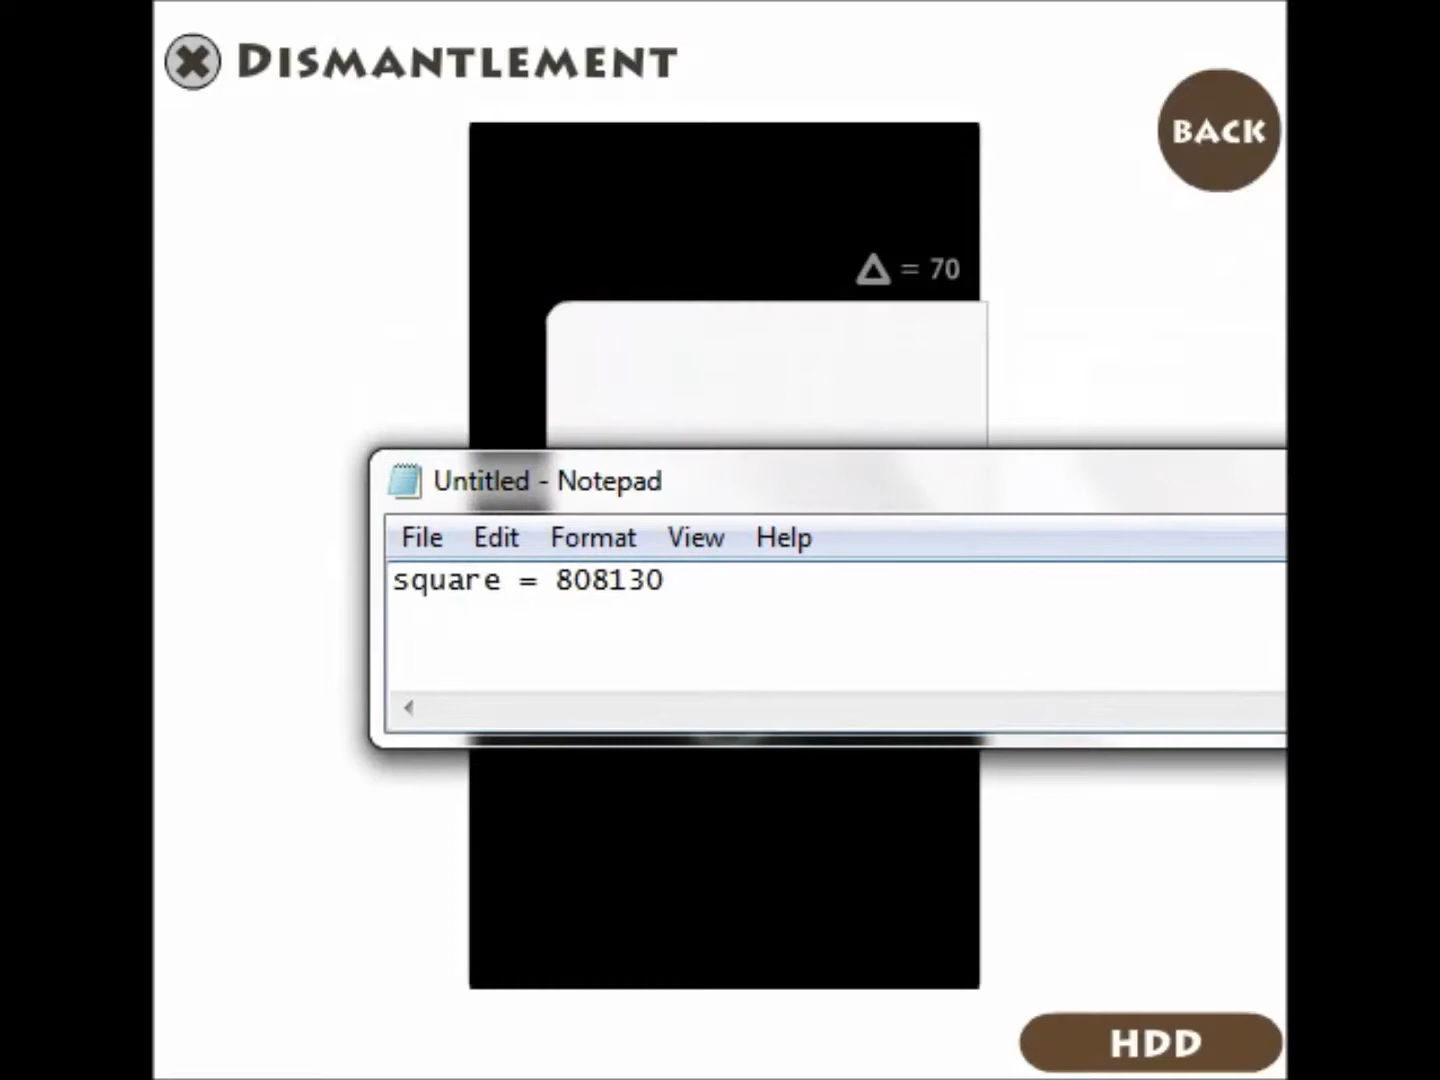 DISMANTLEMENT
BACK
△ = 70
Untitled - Notepad
File Edit Format View Help
square = 808130
HDD